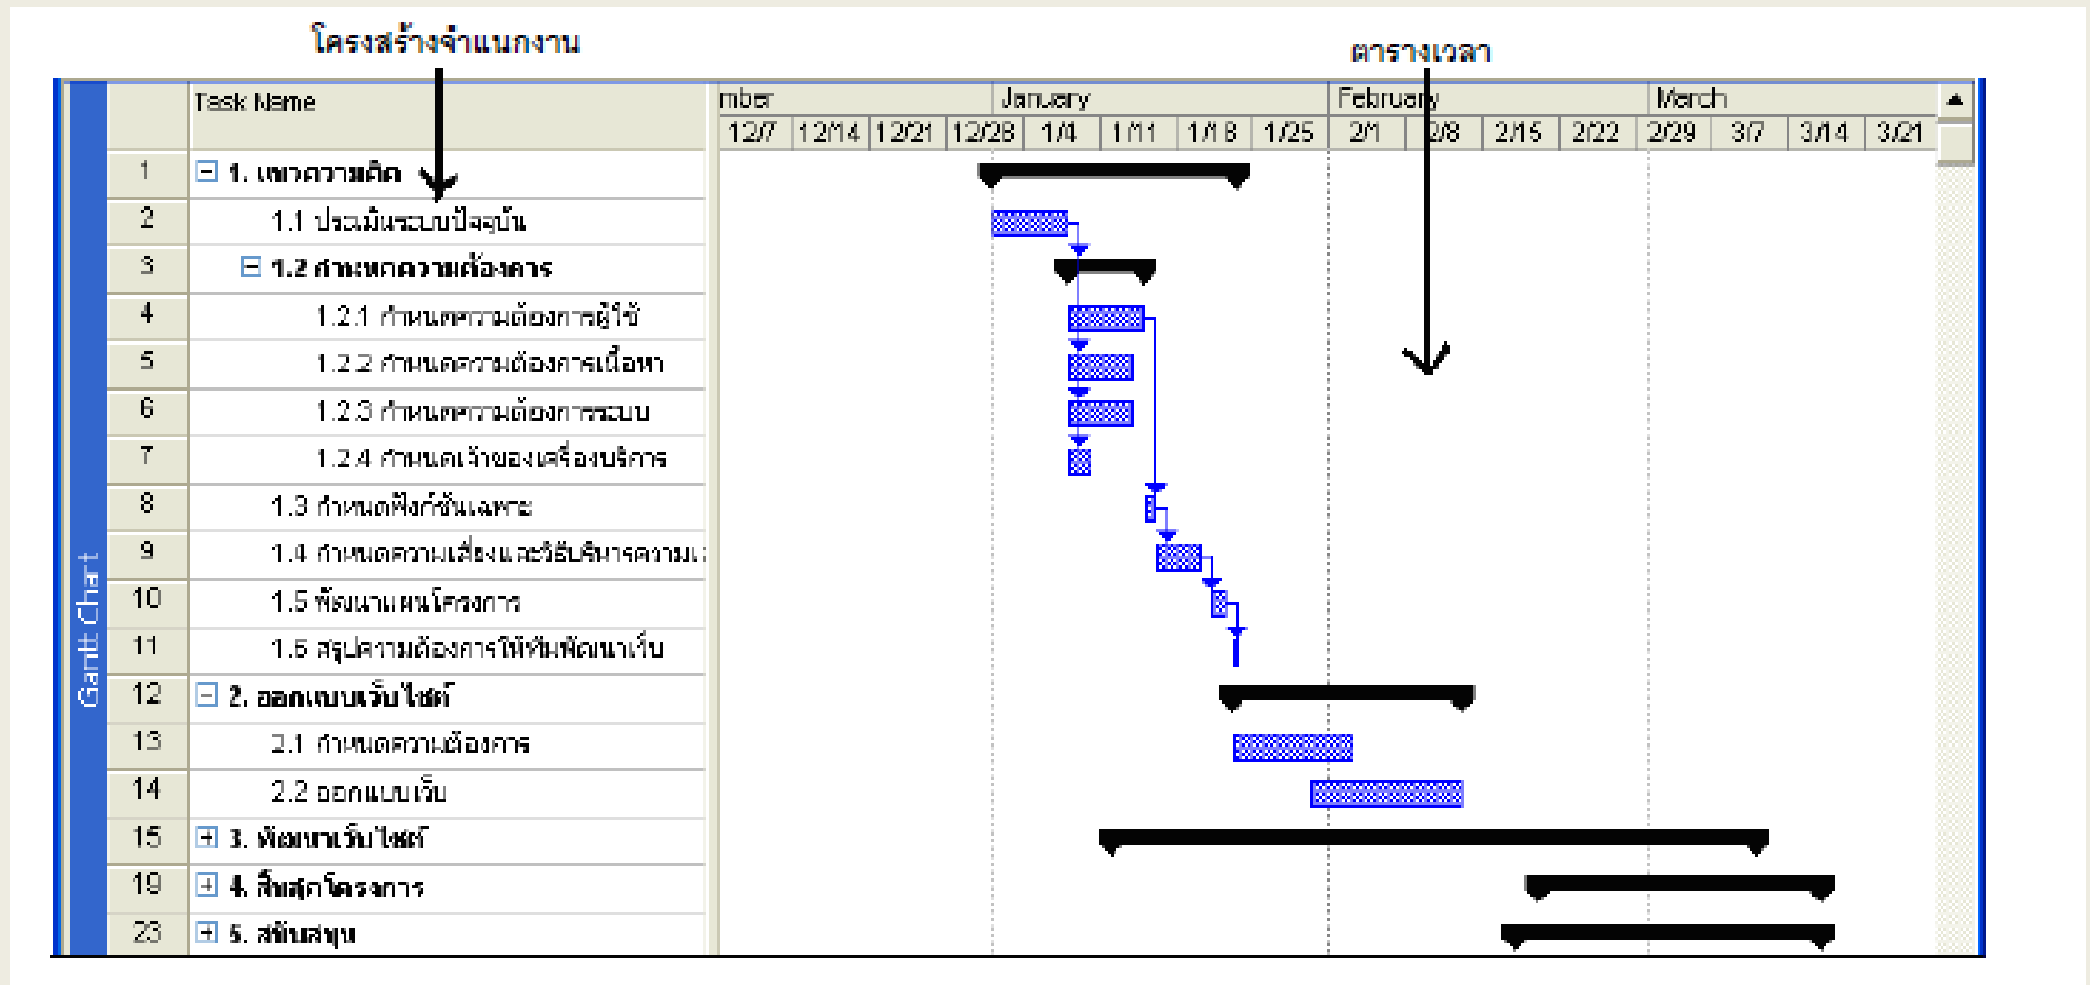 โครงสร้างจำแนกงาน
ตารางเวลา
Task Name
mber January February March
12/7 12/14 12/21 12/28 1/4 1/11 1/18 1/25 2/1 2/8 2/15 2/22 2/29 3/7 3/14 3/21
1 1. แนวความคิด
2 1.1 ประเมินระบบปัจจุบัน
3 1.2 กำหนดความต้องการ
4 1.2.1 กำหนดความต้องการผู้ใช้
5 1.2.2 กำหนดความต้องการเนื้อหา
6 1.2.3 กำหนดความต้องการระบบ
7 1.2.4 กำหนดเจ้าของเครื่องบริการ
8 1.3 กำหนดฟังก์ชันเฉพาะ
9 1.4 กำหนดความเสี่ยงและวิธีบริหารความเ
10 1.5 พัฒนาแผนโครงการ
11 1.6 สรุปความต้องการให้ทีมพัฒนาเว็บ
12 2. ออกแบบเว็บไซต์
13 2.1 กำหนดความต้องการ
14 2.2 ออกแบบเว็บ
15 3. พัฒนาเว็บไซต์
19 4. สิ้นสุดโครงการ
23 5. สนับสนุน
Gantt Chart